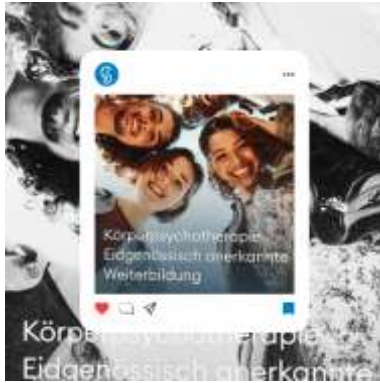 Körperpsychotherapie
Eidgenössisch anerkannte
Weiterbildung
Körperpsychotherapie
Eidgenössisch anerkannte